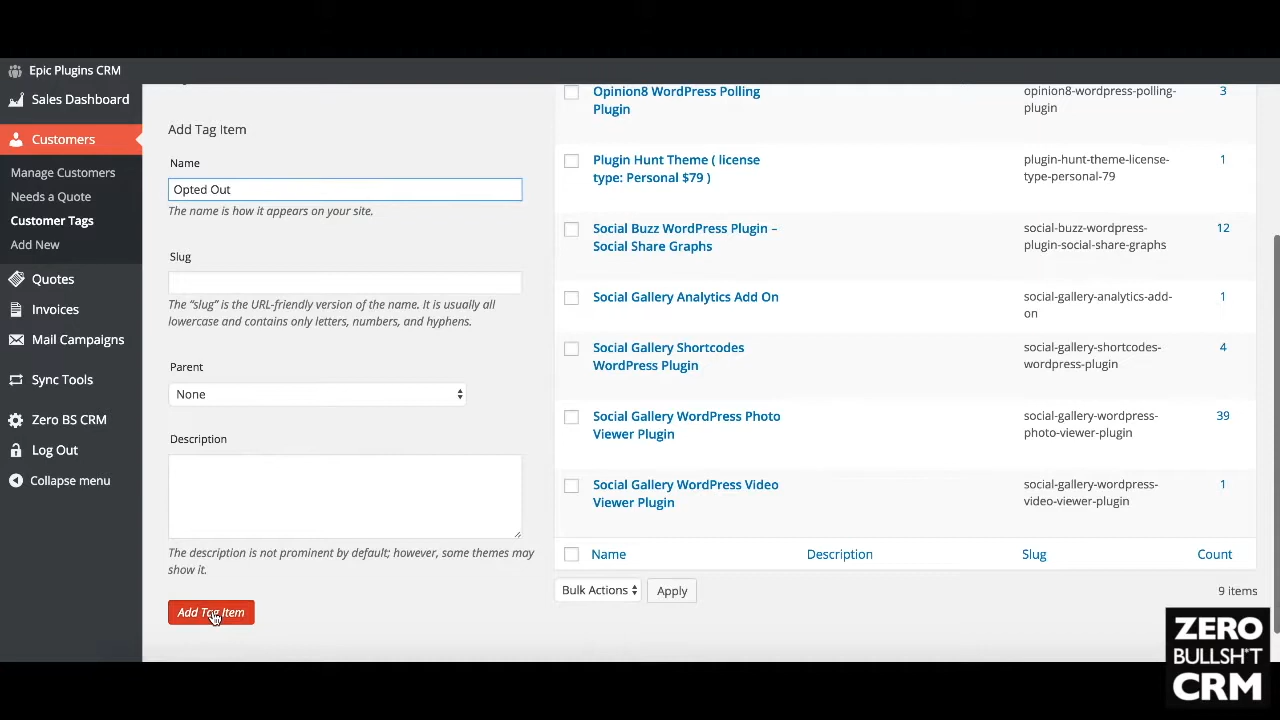 Epic Plugins CRM
Sales Dashboard
Customers
Manage Customers
Needs a Quote
Customer Tags
Add New
Quotes
Invoices
Mail Campaigns
Sync Tools
Zero BS CRM
Log Out
Collapse menu
Add Tag Item
Name
Opted Out
The name is how it appears on your site.
Slug
The “slug” is the URL-friendly version of the name. It is usually all
lowercase and contains only letters, numbers, and hyphens.
Parent
None
Description
The description is not prominent by default; however, some themes may
show it.
Add Tag Item
Opinion8 WordPress Polling
Plugin
opinion8-wordpress-polling-
plugin
3
Plugin Hunt Theme ( license
type: Personal $79 )
plugin-hunt-theme-license-
type-personal-79
1
Social Buzz WordPress Plugin –
Social Share Graphs
social-buzz-wordpress-
plugin-social-share-graphs
12
Social Gallery Analytics Add On
social-gallery-analytics-add-
on
1
Social Gallery Shortcodes
WordPress Plugin
social-gallery-shortcodes-
wordpress-plugin
4
Social Gallery WordPress Photo
Viewer Plugin
social-gallery-wordpress-
photo-viewer-plugin
39
Social Gallery WordPress Video
Viewer Plugin
social-gallery-wordpress-
video-viewer-plugin
1
Name Description Slug Count
Bulk Actions Apply 9 items
ZERO
BULLSH*T
CRM